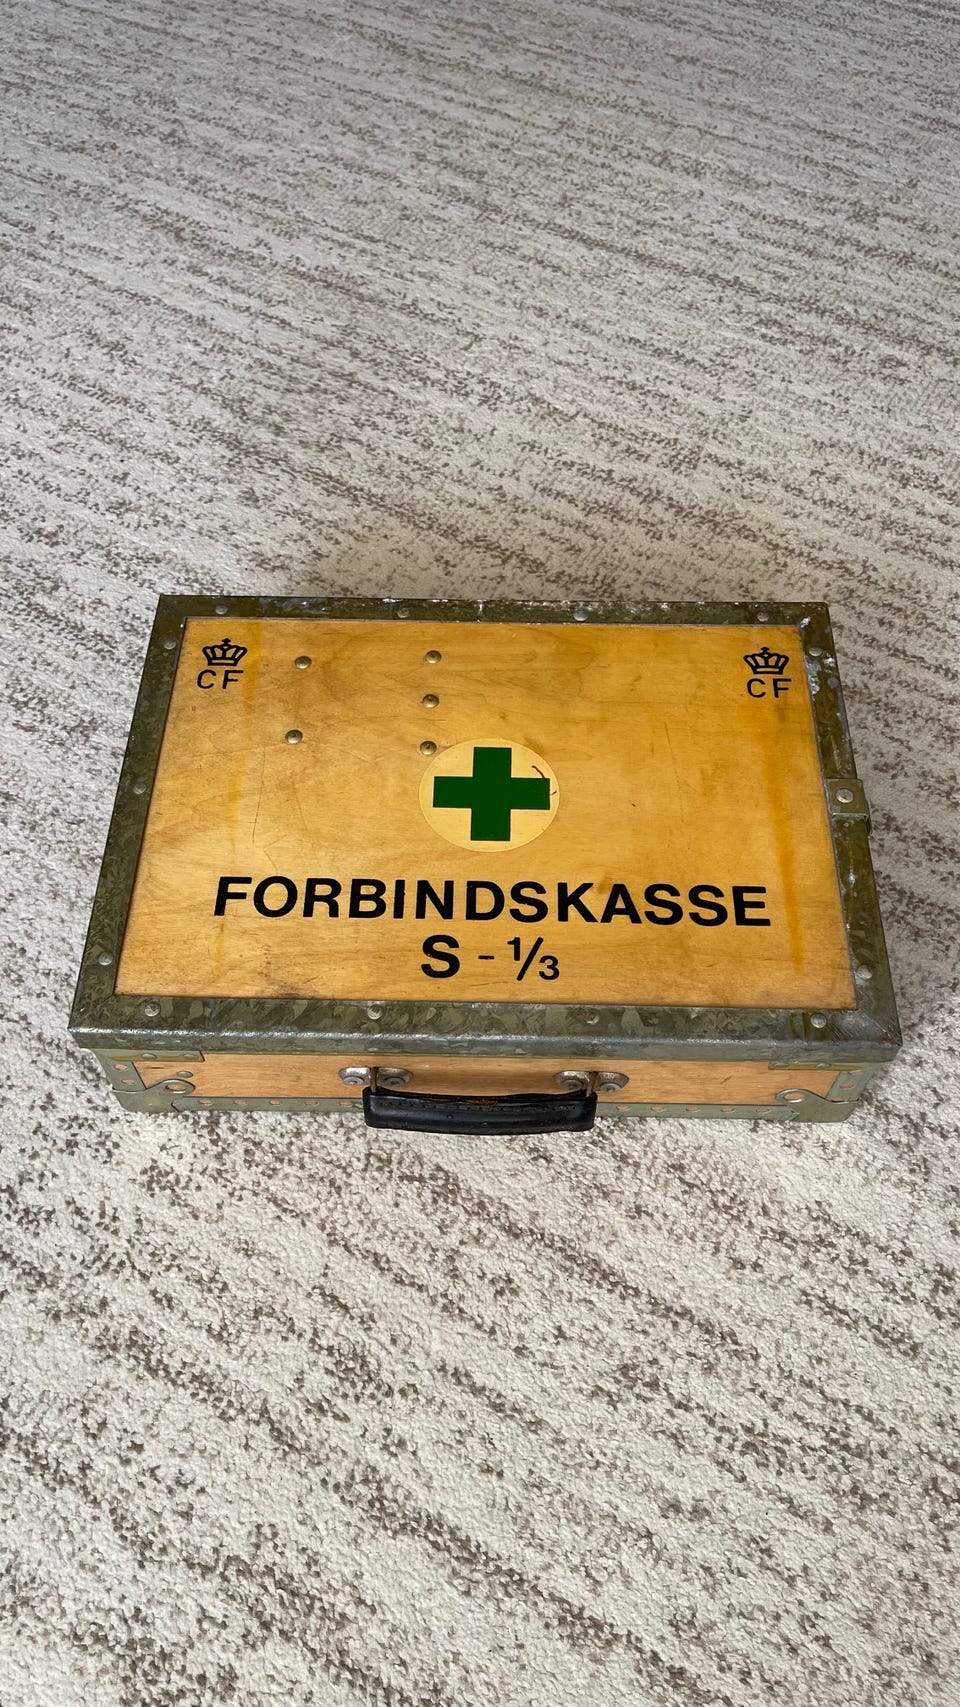 CF CF
FORBINDSKASSE
S - 1/3